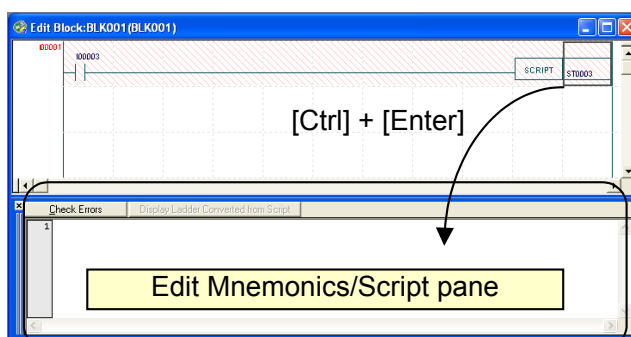 Edit Block:BLK001(BLK001)
00001
I00003
SCRIPT
ST0003
[Ctrl] + [Enter]
Check Errors
Display Ladder Converted from Script
1
Edit Mnemonics/Script pane